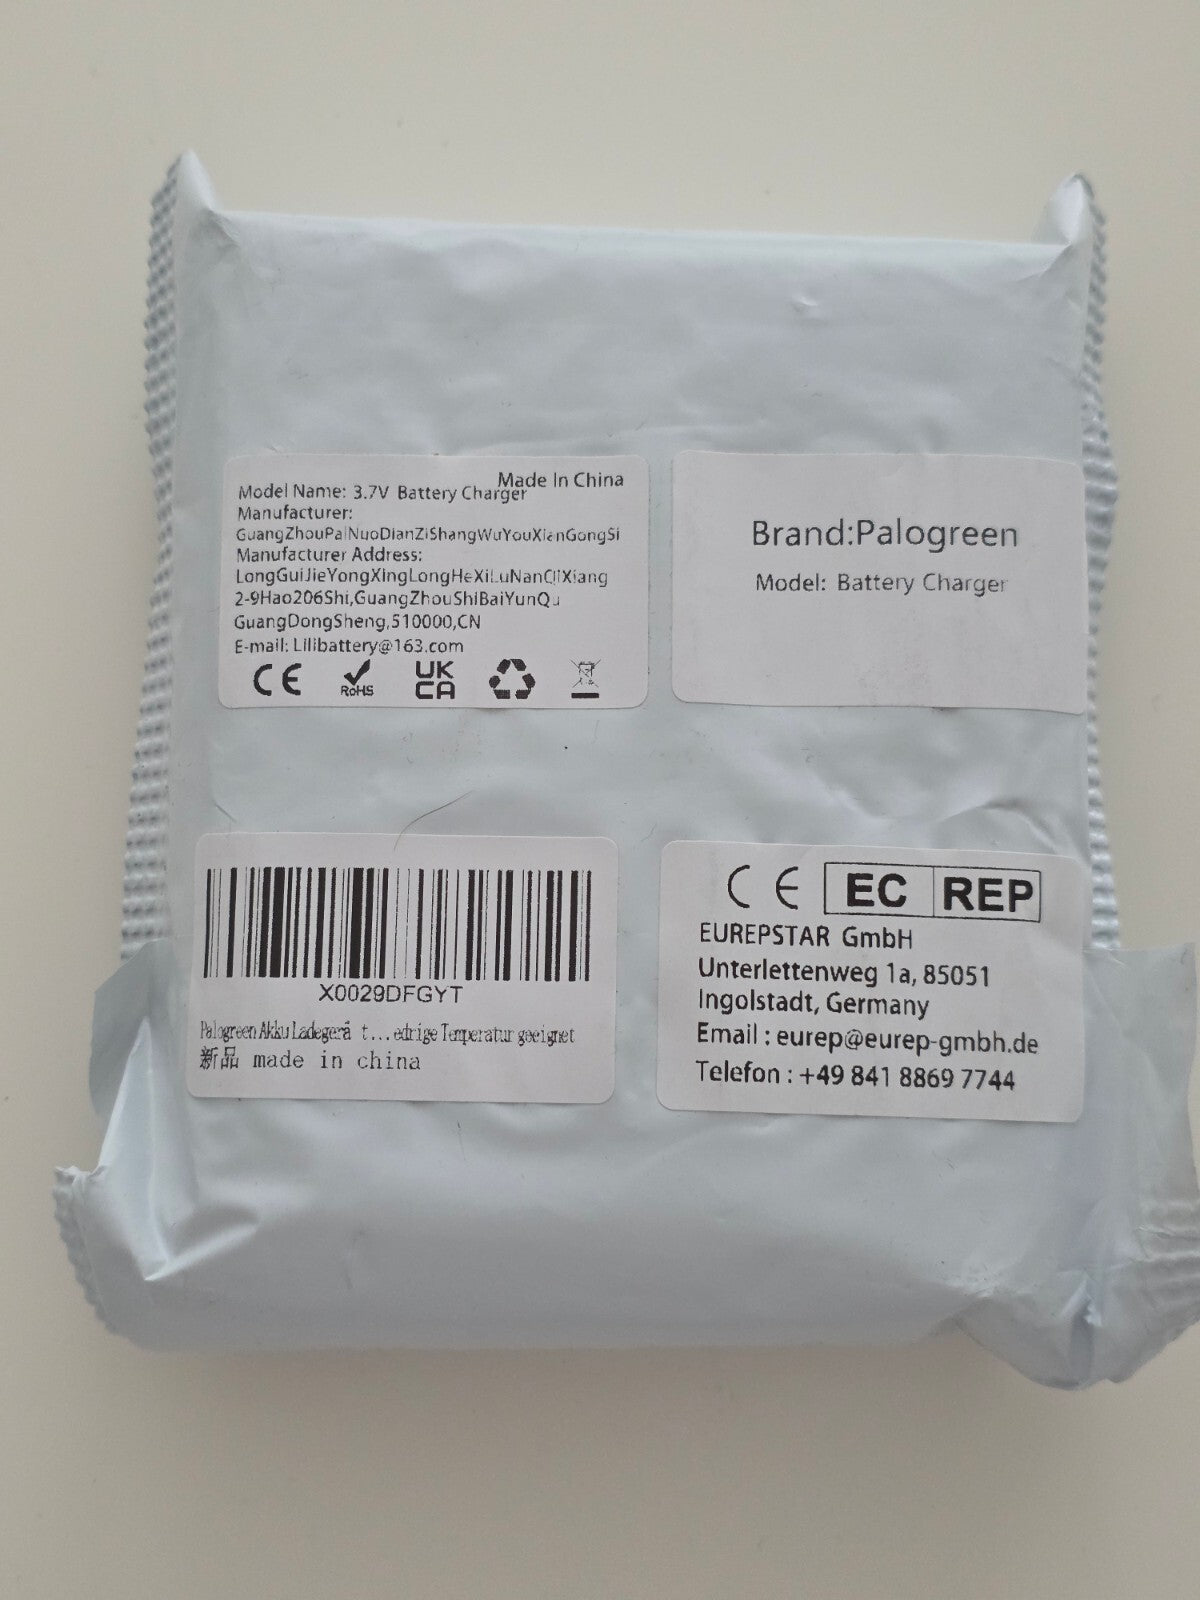 Made In China
Model Name: 3.7V Battery Charger
Manufacturer:
GuangZhouPaiNuoDianZiShangWuYouXianGongSi
Manufacturer Address:
LongGuiJieYongXingLongHeXiLuNanQiXiang
2-9Hao206Shi,GuangZhouShiBaiYunQu
GuangDongSheng,510000,CN
E-mail: Lilibattery@163.com
CE RoHS UK
CA
Brand:Palogreen
Model: Battery Charger
X0029DFGYT
Palogreen Akku Ladegerä t...edrige Temperatur geeignet
新品 made in china
CE EC REP
EUREPSTAR GmbH
Unterlettenweg 1a, 85051
Ingolstadt, Germany
Email : eurep@eurep-gmbh.de
Telefon : +49 841 8869 7744